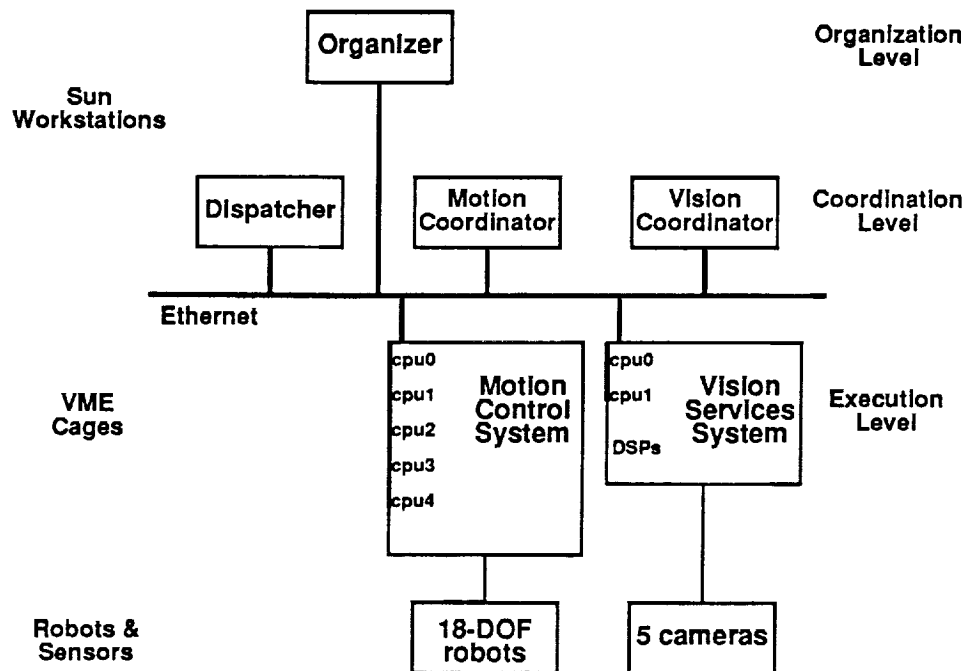 Organizer
Organization
Level
Sun
Workstations
Dispatcher
Motion
Coordinator
Vision
Coordinator
Coordination
Level
Ethernet
VME
Cages
cpu0
cpu1
cpu2
cpu3
cpu4
Motion
Control
System
cpu0
cpu1
DSPs
Vision
Services
System
Execution
Level
Robots &
Sensors
18-DOF
robots
5 cameras